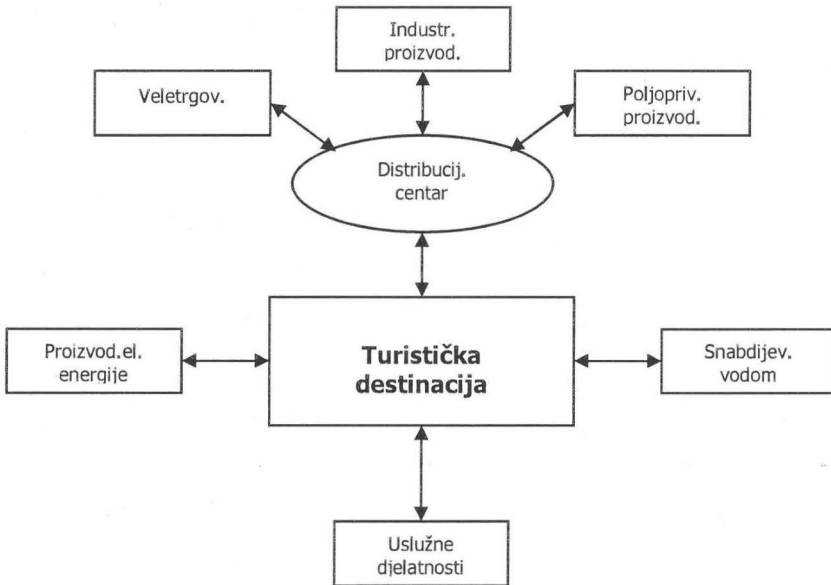 Industr.
proizvod.
Veletrgov.
Poljopriv.
proizvod.
Distribucij.
centar
Proizvod.el.
energije
Turistička
destinacija
Snabdijev.
vodom
Uslužne
djelatnosti